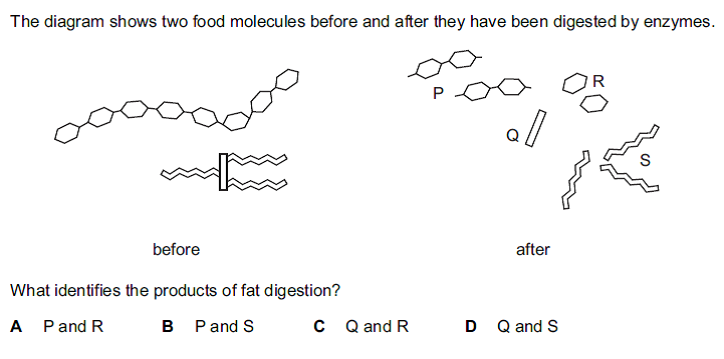 The diagram shows two food molecules before and after they have been digested by enzymes.
P
R
Q
S
before
after
What identifies the products of fat digestion?
A P and R B P and S C Q and R D Q and S